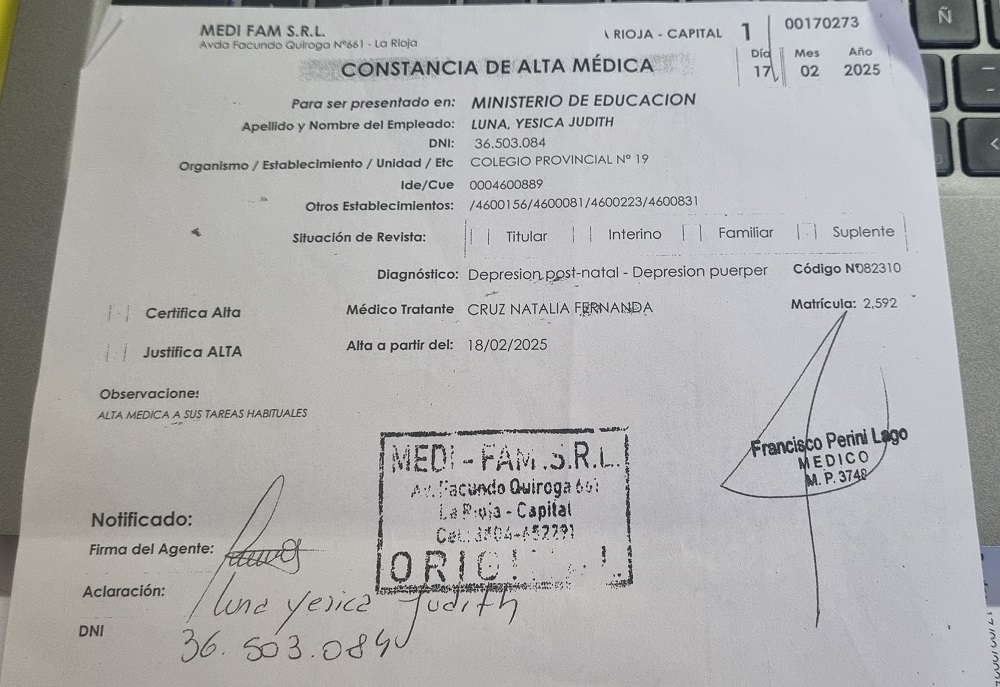 MEDI FAM S.R.L.
Avda Facundo Quiroga Nº661 - La Rioja
RIOJA - CAPITAL 1 00170273
Día Mes Año
17 02 2025
CONSTANCIA DE ALTA MÉDICA
Para ser presentado en: MINISTERIO DE EDUCACION
Apellido y Nombre del Empleado: LUNA, YESICA JUDITH
DNI: 36.503.084
Organismo / Establecimiento / Unidad / Etc COLEGIO PROVINCIAL Nº 19
Ide/Cue 0004600889
Otros Establecimientos: /4600156/4600081/4600223/4600831
Situación de Revista: Titular Interino Familiar Suplente
Diagnóstico: Depresion post-natal - Depresion puerper Código Nº082310
Certifica Alta Médico Tratante CRUZ NATALIA FERNANDA Matrícula: 2,592
Justifica ALTA Alta a partir del: 18/02/2025
Observacione:
ALTA MEDICA A SUS TAREAS HABITUALES
Francisco Perini Lago
MEDICO
M. P. 3748
MEDI - FAM .S.R.L.
Av. Facundo Quiroga 661
La Rioja - Capital
Notificado:
Firma del Agente:
Aclaración: Luna Yesica Judith
DNI 36.503.084
Ñ